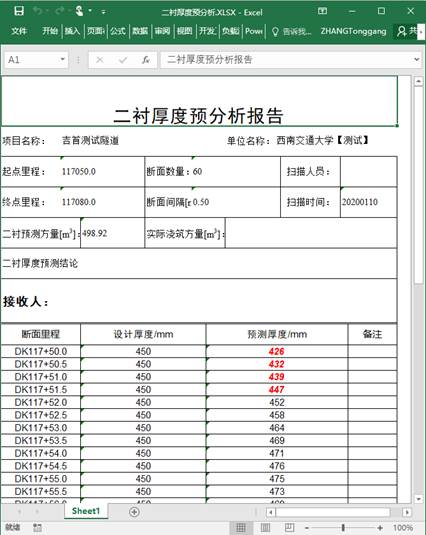 二衬厚度预分析.XLSX - Excel
文件 开始 插入 页面 公式 数据 审阅 视图 开发 负载 Powe 告诉我... ZHANGTonggang 共
A1 fx 二衬厚度预分析报告
二衬厚度预分析报告
项目名称: 吉首测试隧道 单位名称: 西南交通大学【测试】
起点里程: 117050.0 断面数量: 60 扫描人员:
终点里程: 117080.0 断面间隔[m 0.50 扫描时间: 20200110
二衬预测方量[m³]: 498.92 实际浇筑方量[m³]:
二衬厚度预测结论
接收人:
断面里程 设计厚度/mm 预测厚度/mm 备注
DK117+50.0 450 426
DK117+50.5 450 432
DK117+51.0 450 439
DK117+51.5 450 447
DK117+52.0 450 452
DK117+52.5 450 458
DK117+53.0 450 464
DK117+53.5 450 469
DK117+54.0 450 471
DK117+54.5 450 476
DK117+55.0 450 475
DK117+55.5 450 473
Sheet1
就绪 100%